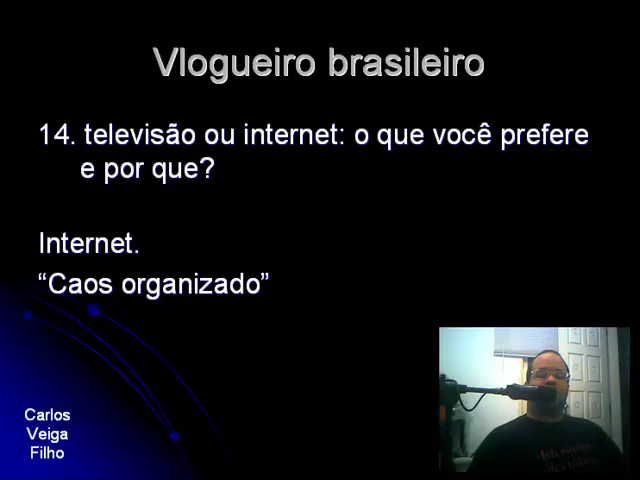 Vlogueiro brasileiro
14. televisão ou internet: o que você prefere
e por que?
Internet.
“Caos organizado”
Carlos
Veiga
Filho